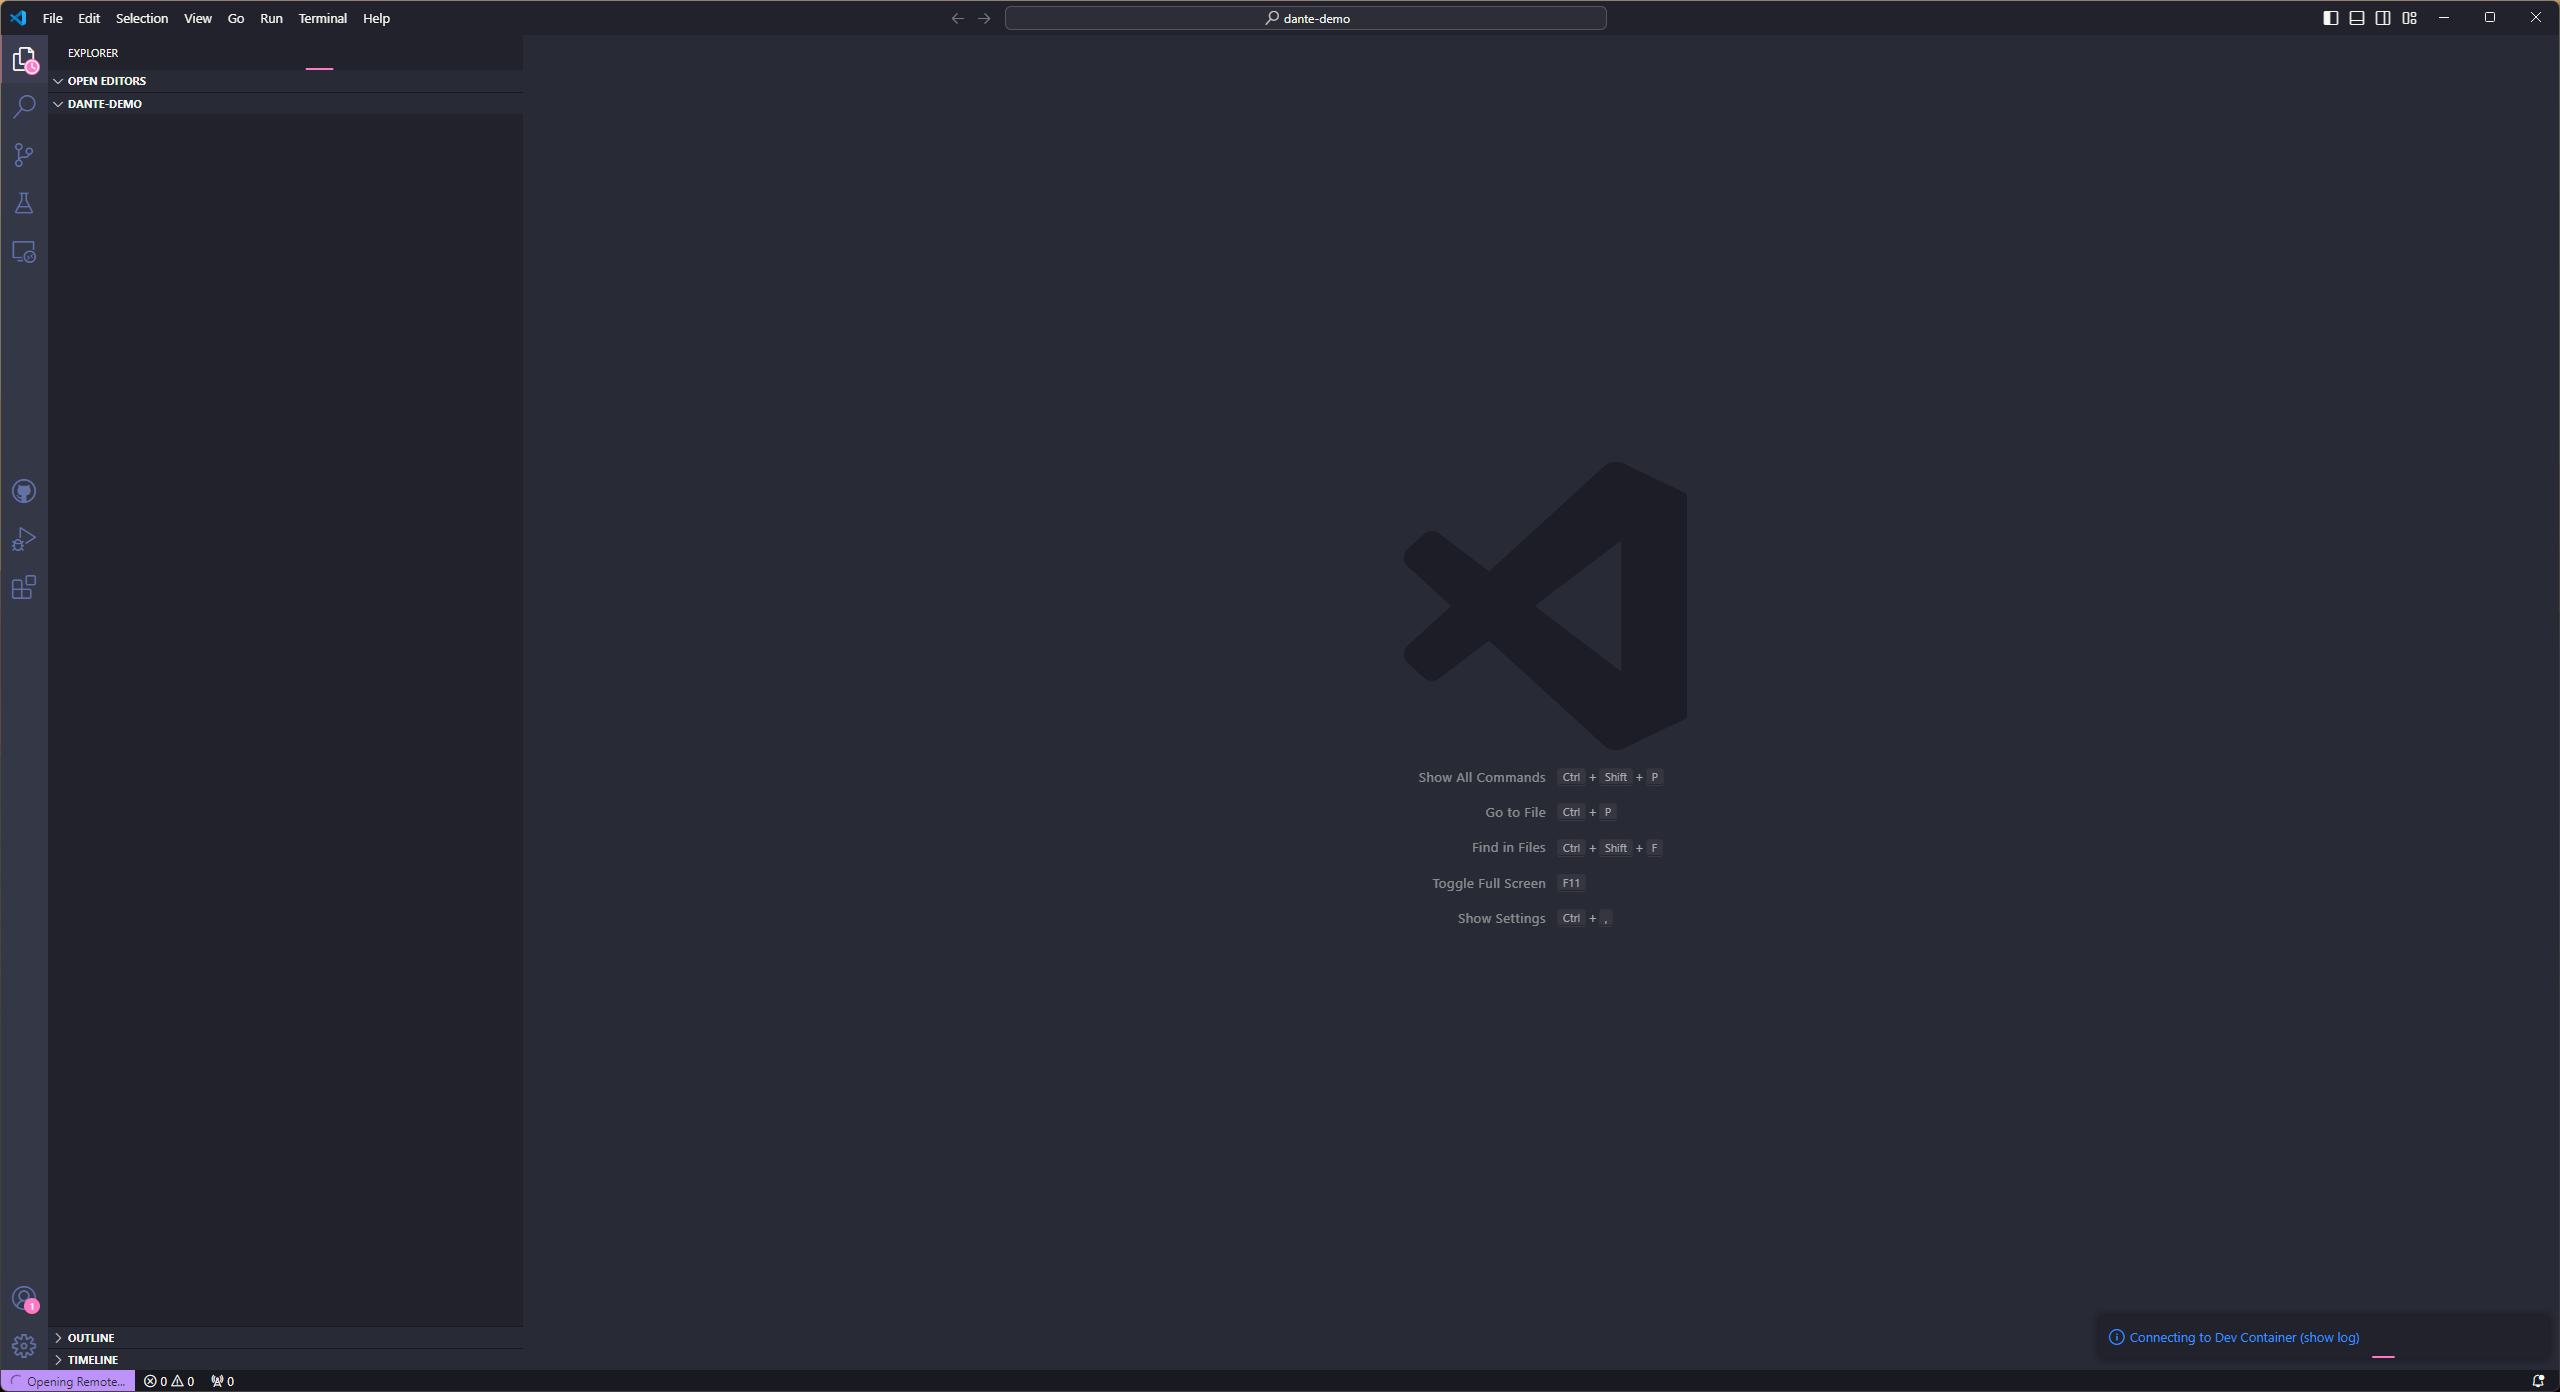 File Edit Selection View Go Run Terminal Help
dante-demo
EXPLORER
OPEN EDITORS
DANTE-DEMO
Show All Commands Ctrl + Shift + P
Go to File Ctrl + P
Find in Files Ctrl + Shift + F
Toggle Full Screen F11
Show Settings Ctrl + ,
1
OUTLINE
TIMELINE
Connecting to Dev Container (show log)
Opening Remote... 0 0 0